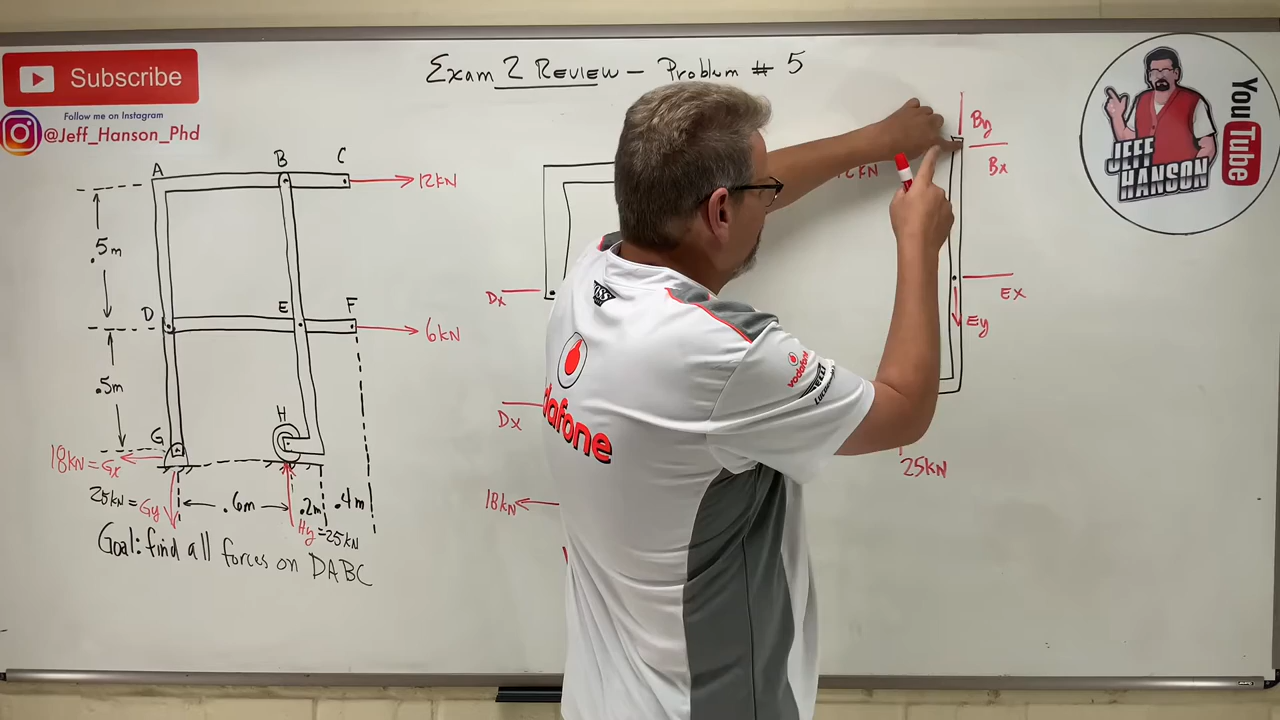 Subscribe
Follow me on Instagram
@Jeff_Hanson_Phd
Exam 2 Review - Problem # 5
JEFF
HANSON
YouTube
A
B
C
12kN
.5m
D
E
F
6kN
.5m
G
H
18kN = Gx
25kN = Gy
.6m
.2m
.4m
Hy = 25kN
Goal: find all forces on DABC
Dx
Dx
18kN
By
Bx
Ex
Ey
25kN
vodafone
vodafone